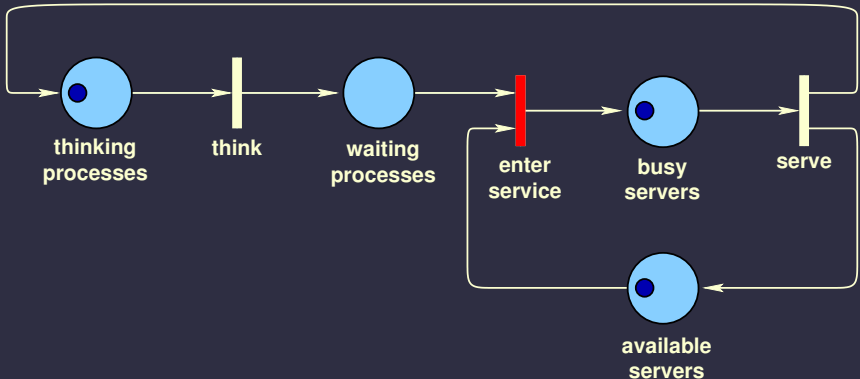 thinking
processes
think
waiting
processes
enter
service
busy
servers
serve
available
servers